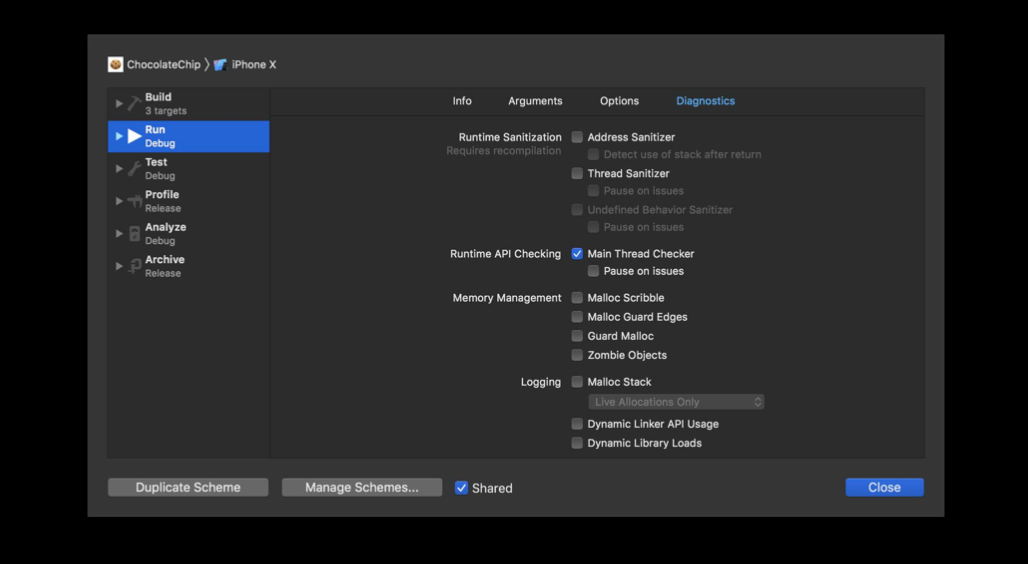 ChocolateChip 〉 iPhone X
Build
3 targets
Run
Debug
Test
Debug
Profile
Release
Analyze
Debug
Archive
Release
Info Arguments Options Diagnostics
Runtime Sanitization Address Sanitizer
Requires recompilation Detect use of stack after return
Thread Sanitizer
Pause on issues
Undefined Behavior Sanitizer
Pause on issues
Runtime API Checking Main Thread Checker
Pause on issues
Memory Management Malloc Scribble
Malloc Guard Edges
Guard Malloc
Zombie Objects
Logging Malloc Stack
Live Allocations Only
Dynamic Linker API Usage
Dynamic Library Loads
Duplicate Scheme Manage Schemes... Shared Close